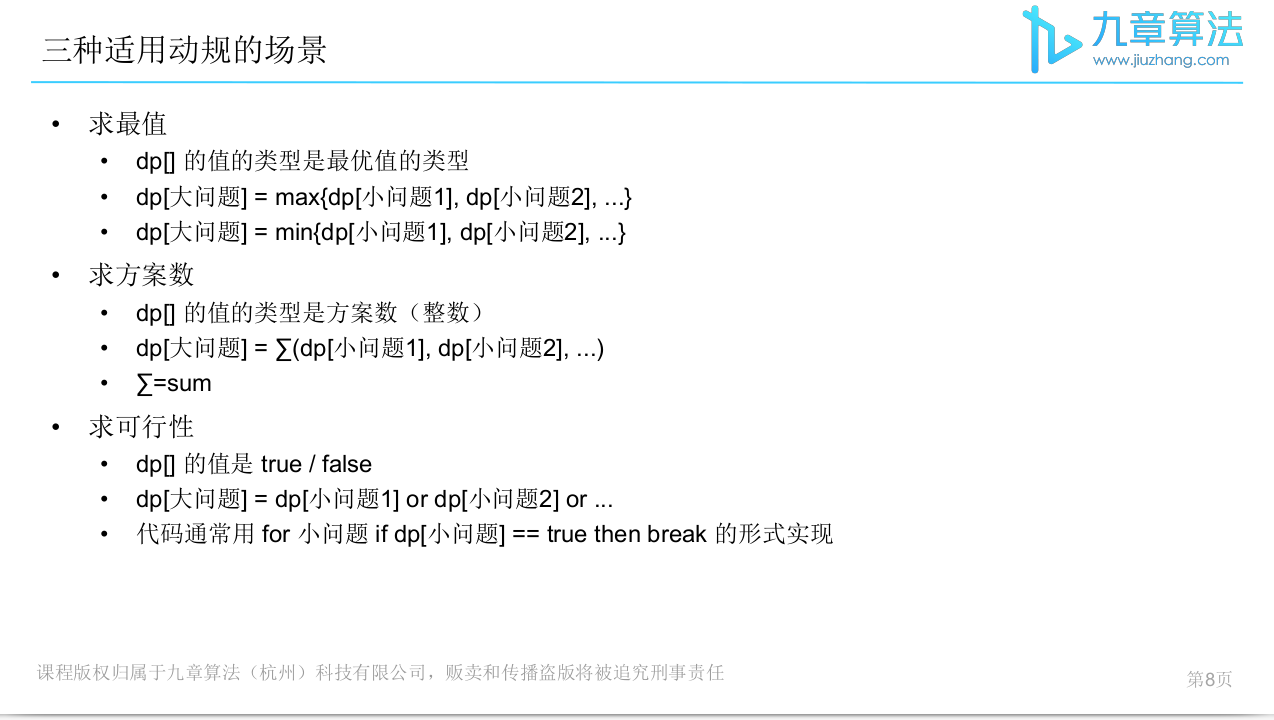 三种适用动规的场景
九章算法
www.jiuzhang.com
• 求最值
• dp[] 的值的类型是最优值的类型
• dp[大问题] = max{dp[小问题1], dp[小问题2], ...}
• dp[大问题] = min{dp[小问题1], dp[小问题2], ...}
• 求方案数
• dp[] 的值的类型是方案数（整数）
• dp[大问题] = ∑(dp[小问题1], dp[小问题2], ...)
• ∑=sum
• 求可行性
• dp[] 的值是 true / false
• dp[大问题] = dp[小问题1] or dp[小问题2] or ...
• 代码通常用 for 小问题 if dp[小问题] == true then break 的形式实现
课程版权归属于九章算法（杭州）科技有限公司，贩卖和传播盗版将被追究刑事责任
第8页